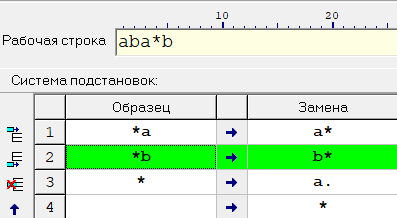 10 20
Рабочая строка aba*b
Система подстановок:
Образец Замена
1 *a → a*
2 *b → b*
3 * → a.
4 → *